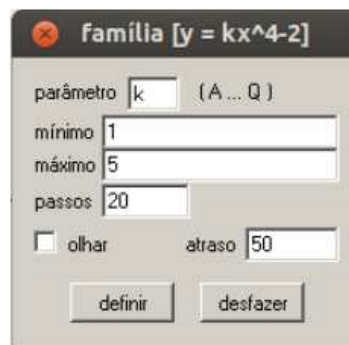 família [y = kx^4-2]
parâmetro k ( A ... Q )
mínimo 1
máximo 5
passos 20
olhar atraso 50
definir desfazer